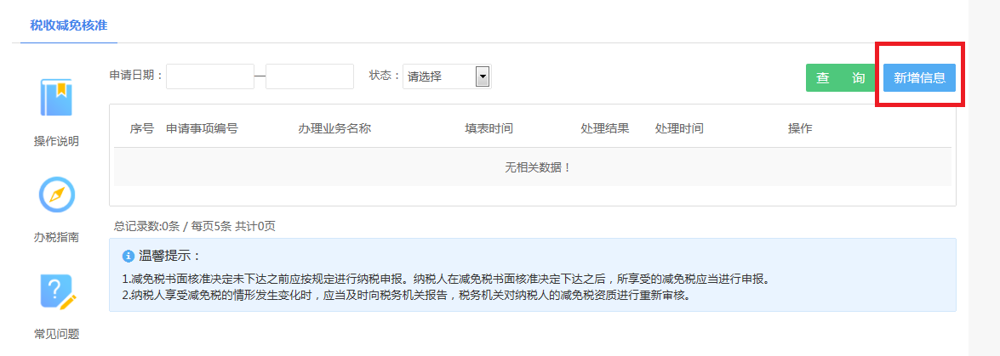 税收减免核准
申请日期： — 状态： 请选择 查 询 新增信息
操作说明
序号 申请事项编号 办理业务名称 填表时间 处理结果 处理时间 操作
无相关数据！
办税指南
总记录数:0条 / 每页5条 共计0页
温馨提示：
1.减免税书面核准决定未下达之前应按规定进行纳税申报。纳税人在减免税书面核准决定下达之后，所享受的减免税应当进行申报。
2.纳税人享受减免税的情形发生变化时，应当及时向税务机关报告，税务机关对纳税人的减免税资质进行重新审核。
常见问题